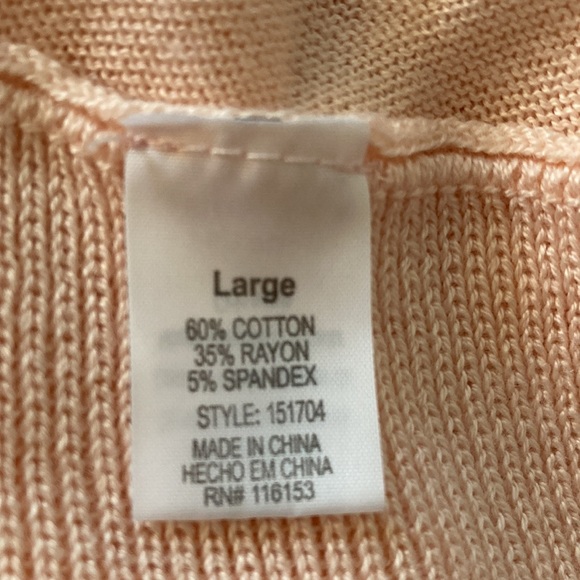 Large
60% COTTON
35% RAYON
5% SPANDEX
STYLE: 151704
MADE IN CHINA
HECHO EM CHINA
RN# 116153